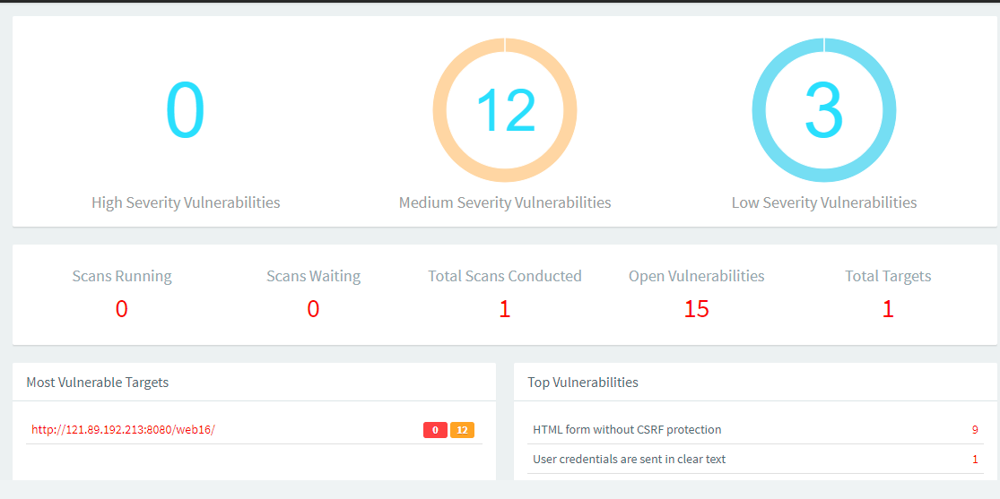 0
12
3
High Severity Vulnerabilities
Medium Severity Vulnerabilities
Low Severity Vulnerabilities
Scans Running
Scans Waiting
Total Scans Conducted
Open Vulnerabilities
Total Targets
0
0
1
15
1
Most Vulnerable Targets
http://121.89.192.213:8080/web16/
0
12
Top Vulnerabilities
HTML form without CSRF protection
9
User credentials are sent in clear text
1